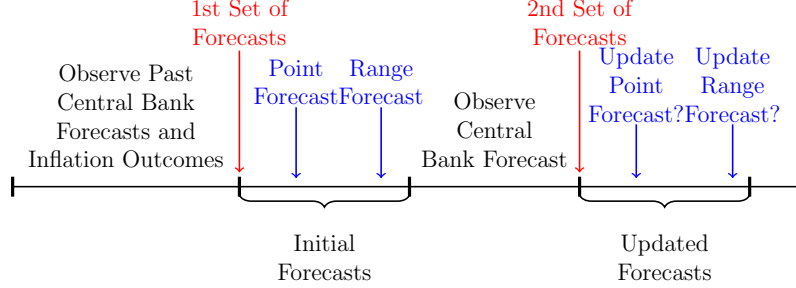 1st Set of
Forecasts
2nd Set of
Forecasts
Observe Past
Central Bank
Forecasts and
Inflation Outcomes
Point
Forecast
Range
Forecast
Observe
Central
Bank Forecast
Update
Point
Forecast?
Update
Range
Forecast?
Initial
Forecasts
Updated
Forecasts